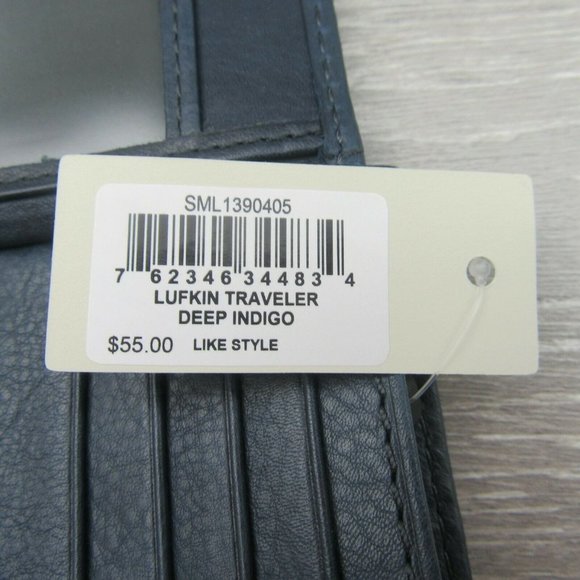 SML1390405
7 62346 34483 4
LUFKIN TRAVELER
DEEP INDIGO
$55.00 LIKE STYLE